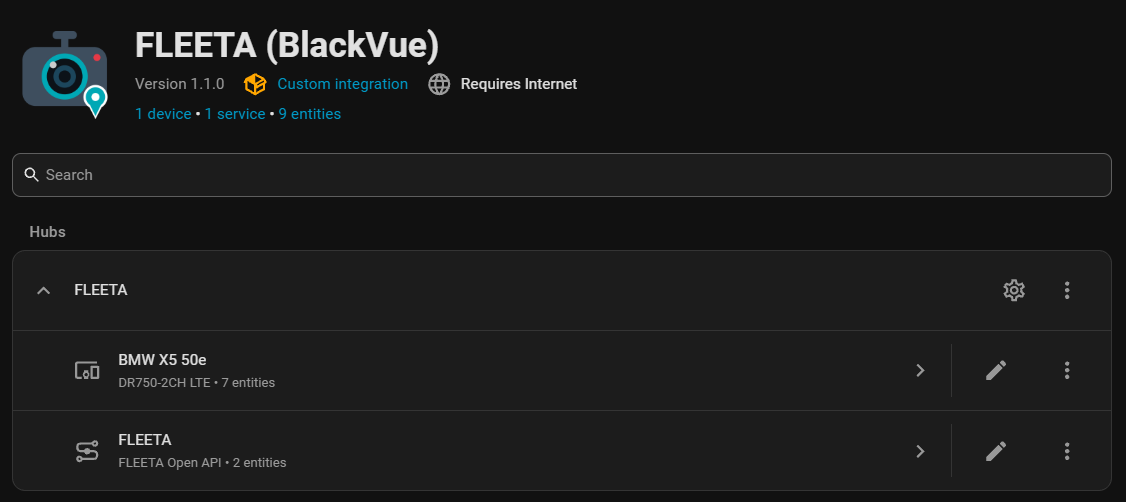 FLEETA (BlackVue)
Version 1.1.0 Custom integration Requires Internet
1 device • 1 service • 9 entities
Search
Hubs
FLEETA
BMW X5 50e
DR750-2CH LTE • 7 entities
FLEETA
FLEETA Open API • 2 entities